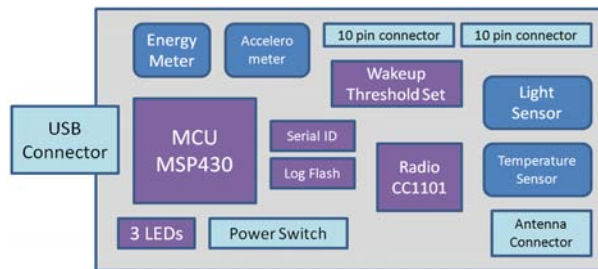 Energy
Meter
Accelero
meter
10 pin connector
10 pin connector
Wakeup
Threshold Set
Light
Sensor
USB
Connector
MCU
MSP430
Serial ID
Log Flash
Radio
CC1101
Temperature
Sensor
3 LEDs
Power Switch
Antenna
Connector